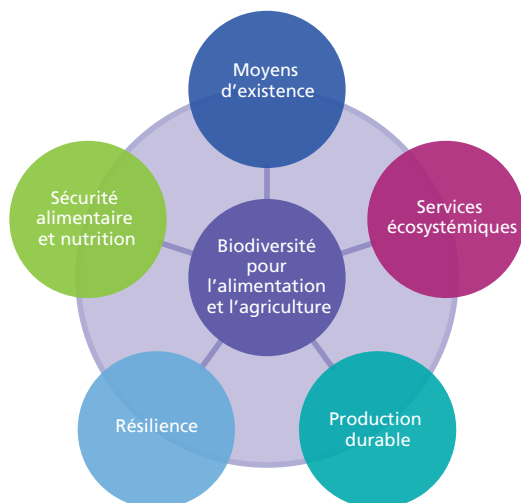 Moyens
d'existence
Sécurité
alimentaire
et nutrition
Services
écosystémiques
Biodiversité
pour
l'alimentation
et l'agriculture
Résilience
Production
durable